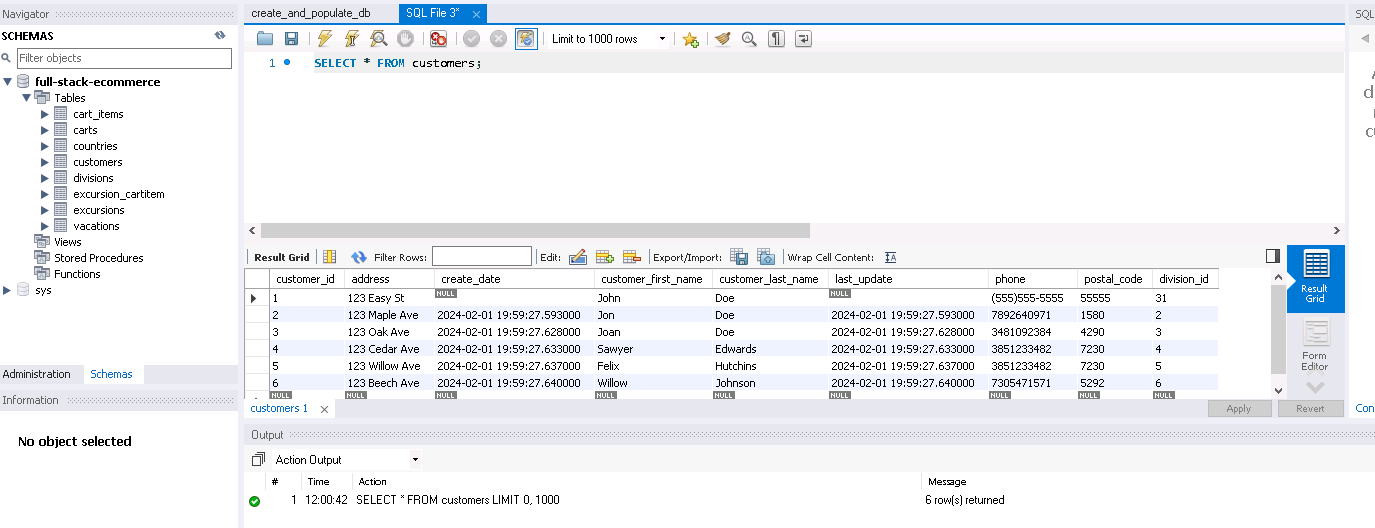 Navigator
SCHEMAS
Filter objects
full-stack-ecommerce
Tables
cart_items
carts
countries
customers
divisions
excursion_cartitem
excursions
vacations
Views
Stored Procedures
Functions
sys
Administration Schemas
Information
No object selected
create_and_populate_db SQL File 3*
Limit to 1000 rows
1 SELECT * FROM customers;
Result Grid Filter Rows: Edit: Export/Import: Wrap Cell Content:
customer_id address create_date customer_first_name customer_last_name last_update phone postal_code division_id
1 123 Easy St NULL John Doe NULL (555)555-5555 55555 31
2 123 Maple Ave 2024-02-01 19:59:27.593000 Jon Doe 2024-02-01 19:59:27.593000 7892640971 1580 2
3 123 Oak Ave 2024-02-01 19:59:27.628000 Joan Doe 2024-02-01 19:59:27.628000 3481092384 4290 3
4 123 Cedar Ave 2024-02-01 19:59:27.633000 Sawyer Edwards 2024-02-01 19:59:27.633000 3851233482 7230 4
5 123 Willow Ave 2024-02-01 19:59:27.637000 Felix Hutchins 2024-02-01 19:59:27.637000 3851233482 7230 5
6 123 Beech Ave 2024-02-01 19:59:27.640000 Willow Johnson 2024-02-01 19:59:27.640000 7305471571 5292 6
NULL NULL NULL NULL NULL NULL NULL NULL NULL
Result
Grid
Form
Editor
customers 1 Apply Revert
Output
Action Output
# Time Action Message
1 12:00:42 SELECT * FROM customers LIMIT 0, 1000 6 row(s) returned
SQL
Con